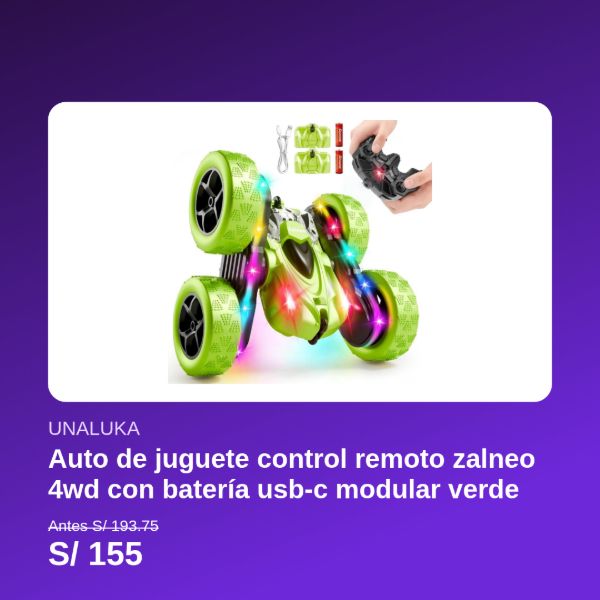 UNALUKA
Auto de juguete control remoto zalneo
4wd con batería usb-c modular verde
Antes S/ 193.75
S/ 155